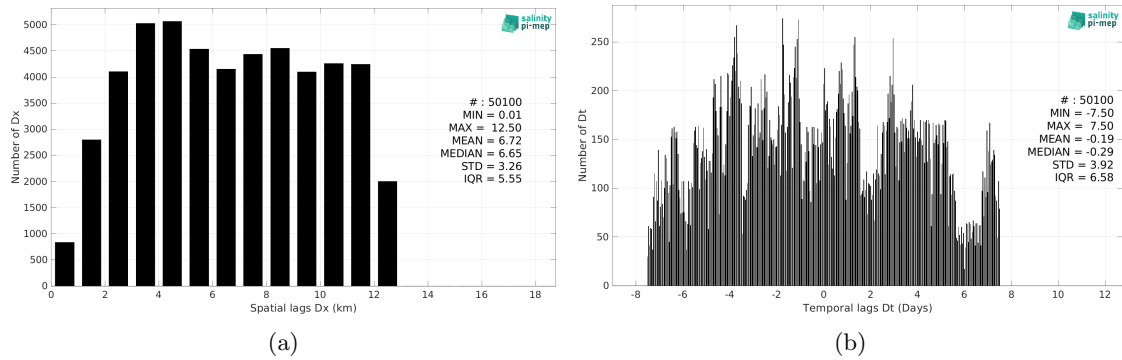 salinity
pi-mep
Number of Dx
5000
4500
4000
3500
3000
2500
2000
1500
1000
500
0
# : 50100
MIN = 0.01
MAX = 12.50
MEAN = 6.72
MEDIAN = 6.65
STD = 3.26
IQR = 5.55
0 2 4 6 8 10 12 14 16 18
Spatial lags Dx (km)
(a)
salinity
pi-mep
Number of Dt
250
200
150
100
50
0
# : 50100
MIN = -7.50
MAX = 7.50
MEAN = -0.19
MEDIAN = -0.29
STD = 3.92
IQR = 6.58
-8 -6 -4 -2 0 2 4 6 8 10 12
Temporal lags Dt (Days)
(b)